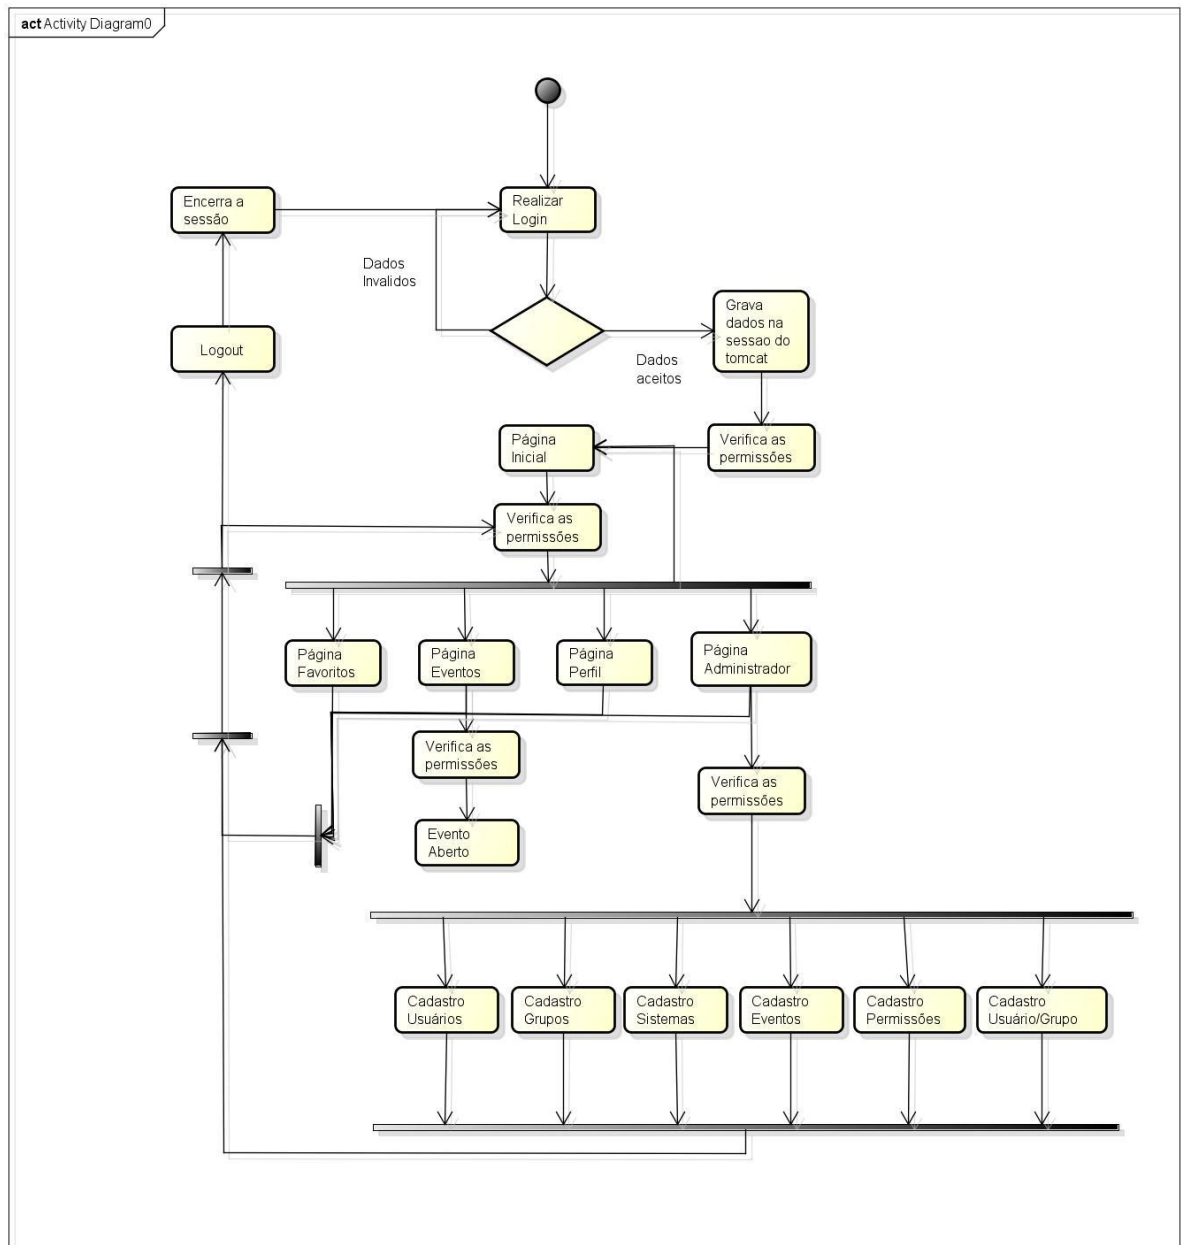 act Activity Diagram0
Encerra a
sessão
Realizar
Login
Dados
Invalidos
Grava
dados na
sessao do
tomcat
Logout
Dados
aceitos
Página
Inicial
Verifica as
permissões
Verifica as
permissões
Página
Favoritos
Página
Eventos
Página
Perfil
Página
Administrador
Verifica as
permissões
Verifica as
permissões
Evento
Aberto
Cadastro
Usuários
Cadastro
Grupos
Cadastro
Sistemas
Cadastro
Eventos
Cadastro
Permissões
Cadastro
Usuário/Grupo